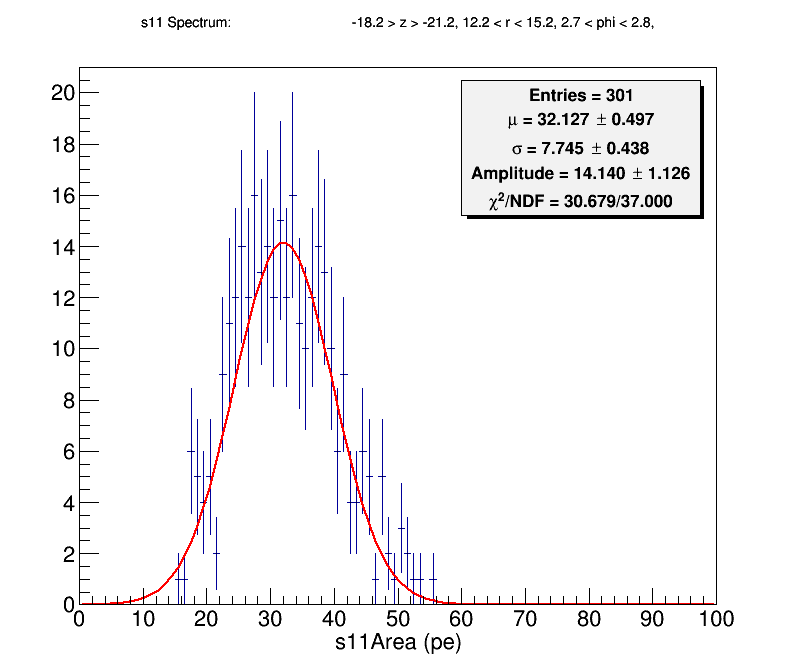 s11 Spectrum: -18.2 > z > -21.2, 12.2 < r < 15.2, 2.7 < phi < 2.8,
Entries = 301
μ = 32.127 ± 0.497
σ = 7.745 ± 0.438
Amplitude = 14.140 ± 1.126
χ²/NDF = 30.679/37.000
20
18
16
14
12
10
8
6
4
2
0
0 10 20 30 40 50 60 70 80 90 100
s11Area (pe)